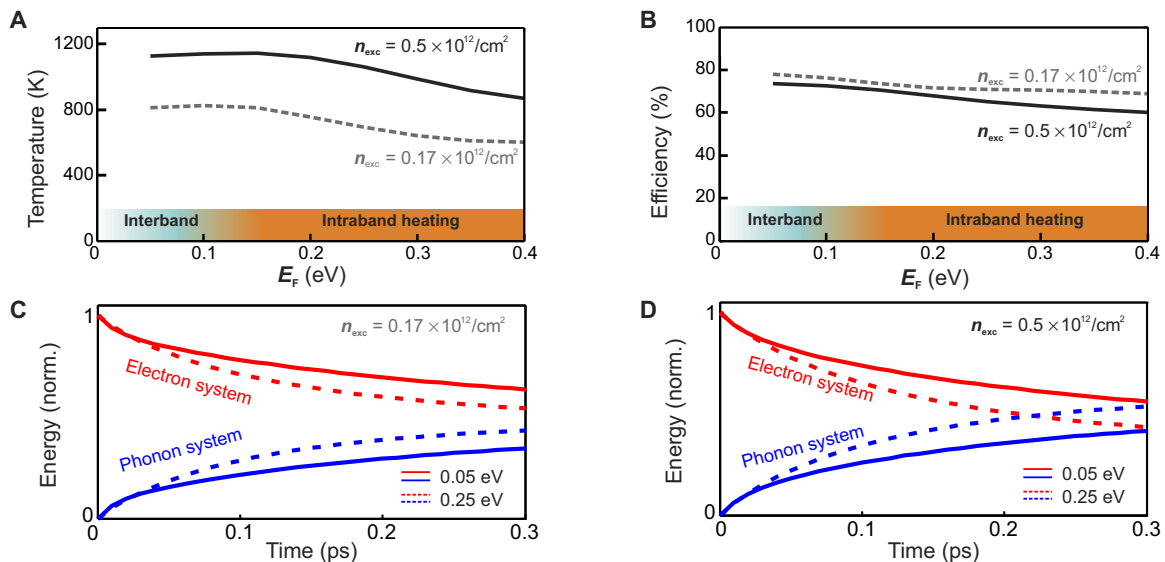 A
Temperature (K)
1200
800
400
0
n_exc = 0.5 ×10^12/cm^2
n_exc = 0.17 ×10^12/cm^2
Interband
Intraband heating
0
0.1
0.2
0.3
0.4
E_F (eV)
B
Efficiency (%)
100
80
60
40
20
0
n_exc = 0.17 ×10^12/cm^2
n_exc = 0.5 ×10^12/cm^2
Interband
Intraband heating
0
0.1
0.2
0.3
0.4
E_F (eV)
C
Energy (norm.)
1
0
n_exc = 0.17 ×10^12/cm^2
Electron system
Phonon system
0.05 eV
0.25 eV
0
0.1
0.2
0.3
Time (ps)
D
Energy (norm.)
1
0
n_exc = 0.5 ×10^12/cm^2
Electron system
Phonon system
0.05 eV
0.25 eV
0
0.1
0.2
0.3
Time (ps)